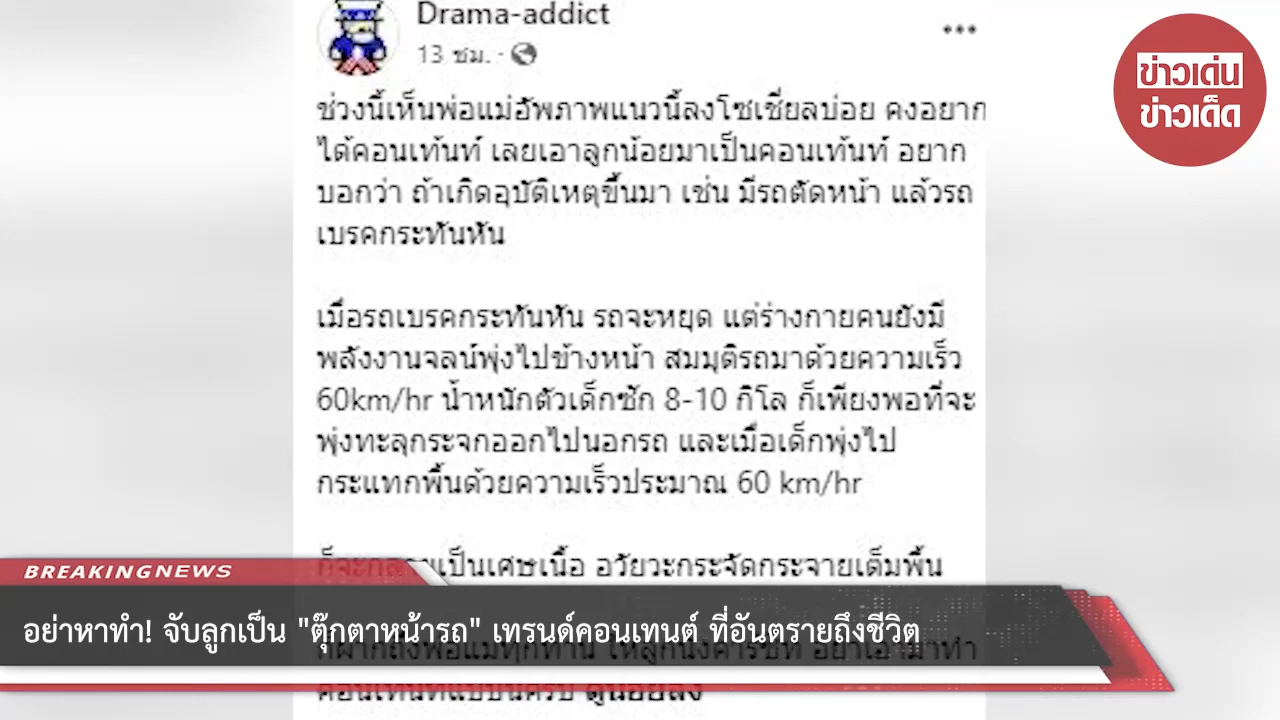 Drama-addict
13 ชม.
ข่าวเด่น
ข่าวเด็ด
ช่วงนี้เห็นพ่อแม่อัพภาพแนวนี้ลงโซเชี่ยลบ่อย คงอยาก
ได้คอนเท้นท์ เลยเอาลูกน้อยมาเป็นคอนเท้นท์ อยาก
บอกว่า ถ้าเกิดอุบัติเหตุขึ้นมา เช่น มีรถตัดหน้า แล้วรถ
เบรคกระทันหัน
เมื่อรถเบรคกระทันหัน รถจะหยุด แต่ร่างกายคนยังมี
พลังงานจลน์พุ่งไปข้างหน้า สมมุติรถมาด้วยความเร็ว
60km/hr น้ำหนักตัวเด็กซัก 8-10 กิโล ก็เพียงพอที่จะ
พุ่งทะลุกระจกออกไปนอกรถ และเมื่อเด็กพุ่งไป
กระแทกพื้นด้วยความเร็วประมาณ 60 km/hr
ก็จะกลายเป็นเศษเนื้อ อวัยวะกระจัดกระจายเต็มพื้น
BREAKINGNEWS
อย่าหาทำ! จับลูกเป็น "ตุ๊กตาหน้ารถ" เทรนด์คอนเทนต์ ที่อันตรายถึงชีวิต